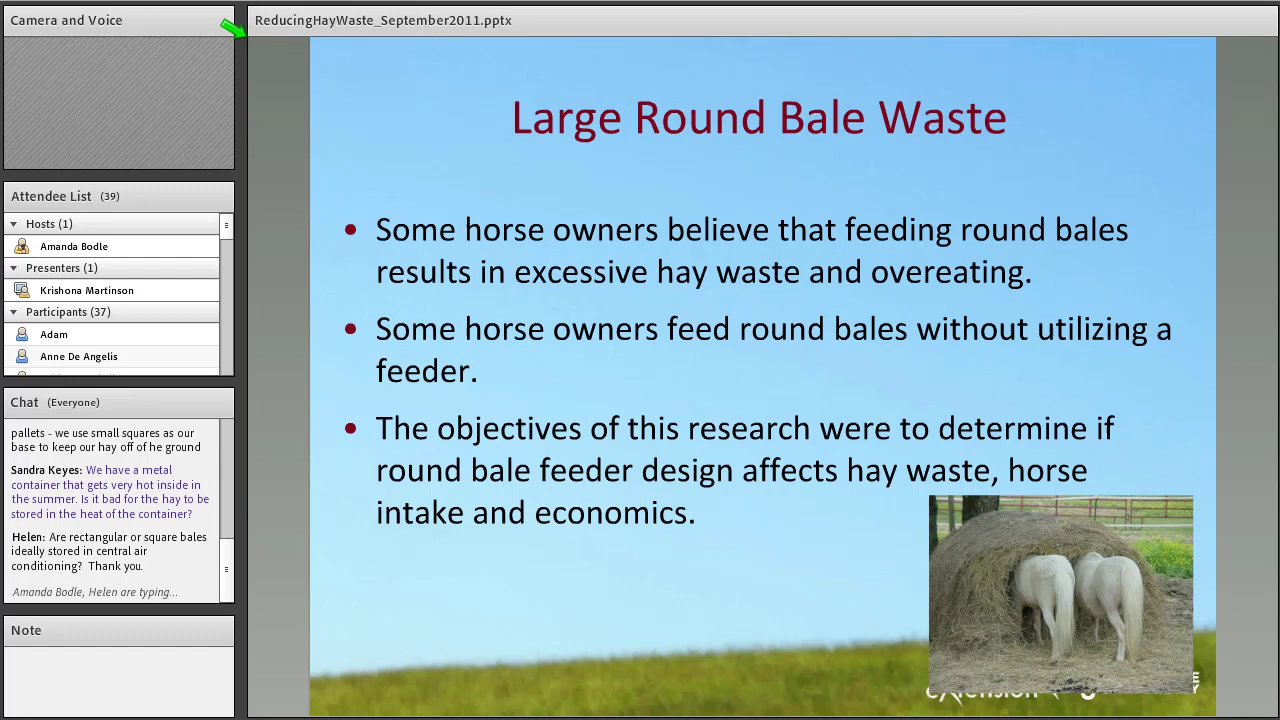 Camera and Voice
ReducingHayWaste_September2011.pptx
Attendee List (39)
Hosts (1)
Amanda Bodle
Presenters (1)
Krishona Martinson
Participants (37)
Adam
Anne De Angelis
Chat (Everyone)
pallets - we use small squares as our
base to keep our hay off of he ground
Sandra Keyes: We have a metal
container that gets very hot inside in
the summer. Is it bad for the hay to be
stored in the heat of the container?
Helen: Are rectangular or square bales
ideally stored in central air
conditioning? Thank you.
Amanda Bodle, Helen are typing...
Note
Large Round Bale Waste
• Some horse owners believe that feeding round bales
results in excessive hay waste and overeating.
• Some horse owners feed round bales without utilizing a
feeder.
• The objectives of this research were to determine if
round bale feeder design affects hay waste, horse
intake and economics.
eXtension